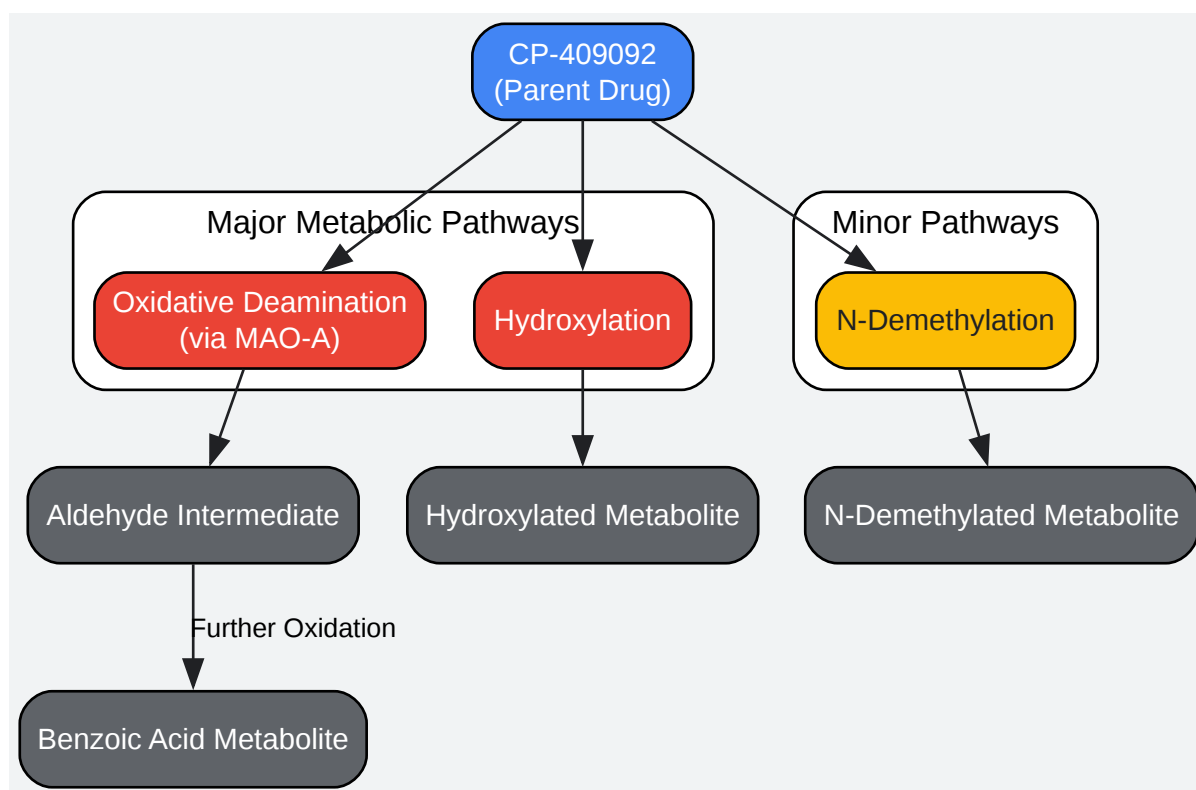 CP-409092
(Parent Drug)
Major Metabolic Pathways
Minor Pathways
Oxidative Deamination
(via MAO-A)
Hydroxylation
N-Demethylation
Aldehyde Intermediate
Hydroxylated Metabolite
N-Demethylated Metabolite
Further Oxidation
Benzoic Acid Metabolite